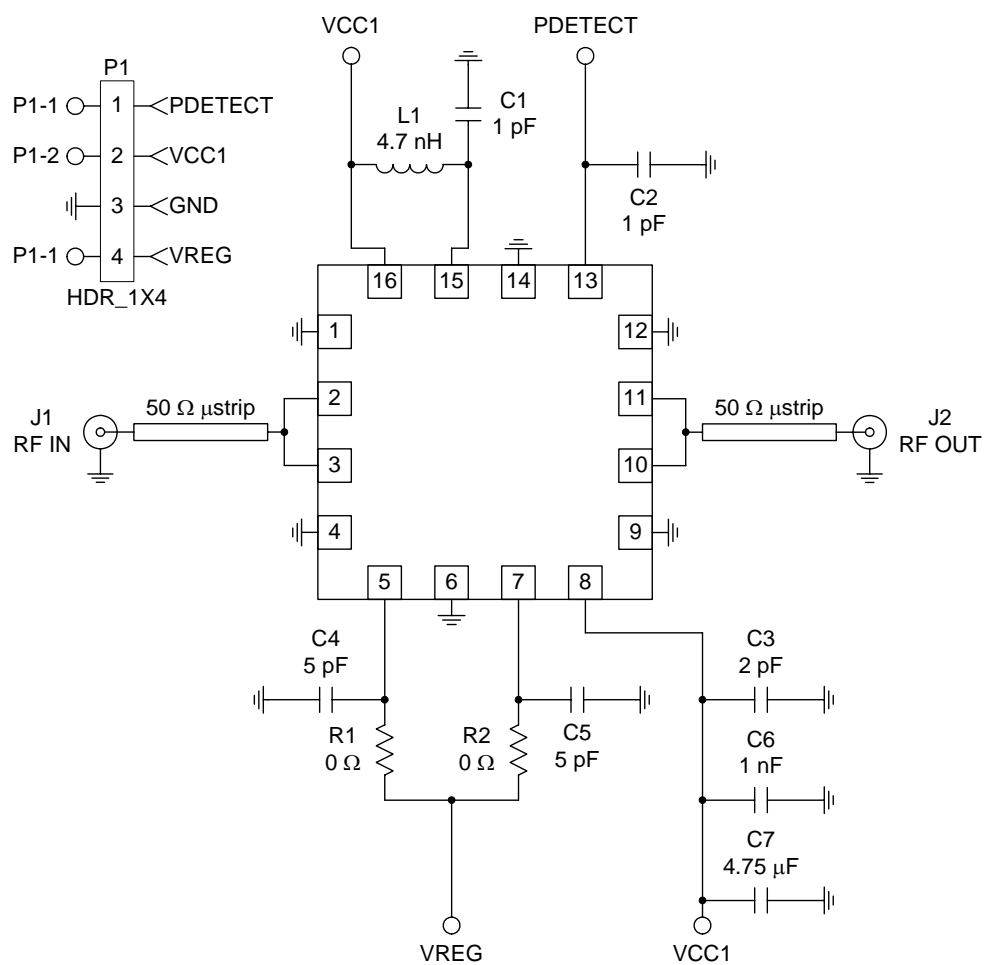 VCC1
PDETECT
P1
P1-1
1
PDETECT
P1-2
2
VCC1
3
GND
P1-1
4
VREG
HDR_1X4
L1
4.7 nH
C1
1 pF
C2
1 pF
16
15
14
13
1
12
2
11
J1
RF IN
50 Ω μstrip
50 Ω μstrip
J2
RF OUT
3
10
4
9
5
6
7
8
C4
5 pF
C3
2 pF
R1
0 Ω
R2
0 Ω
C5
5 pF
C6
1 nF
C7
4.75 μF
VREG
VCC1